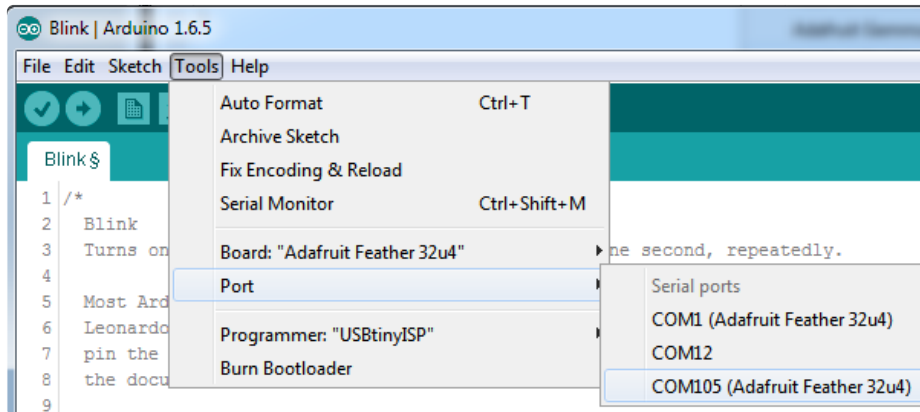 Blink | Arduino 1.6.5
File Edit Sketch Tools Help
Auto Format Ctrl+T
Archive Sketch
Fix Encoding & Reload
Serial Monitor Ctrl+Shift+M
Board: "Adafruit Feather 32u4"
Port
Programmer: "USBtinyISP"
Burn Bootloader
Serial ports
COM1 (Adafruit Feather 32u4)
COM12
COM105 (Adafruit Feather 32u4)
Blink§
1 /*
2 Blink
3 Turns on ne second, repeatedly.
4
5 Most Ard
6 Leonardo
7 pin the
8 the docu
9